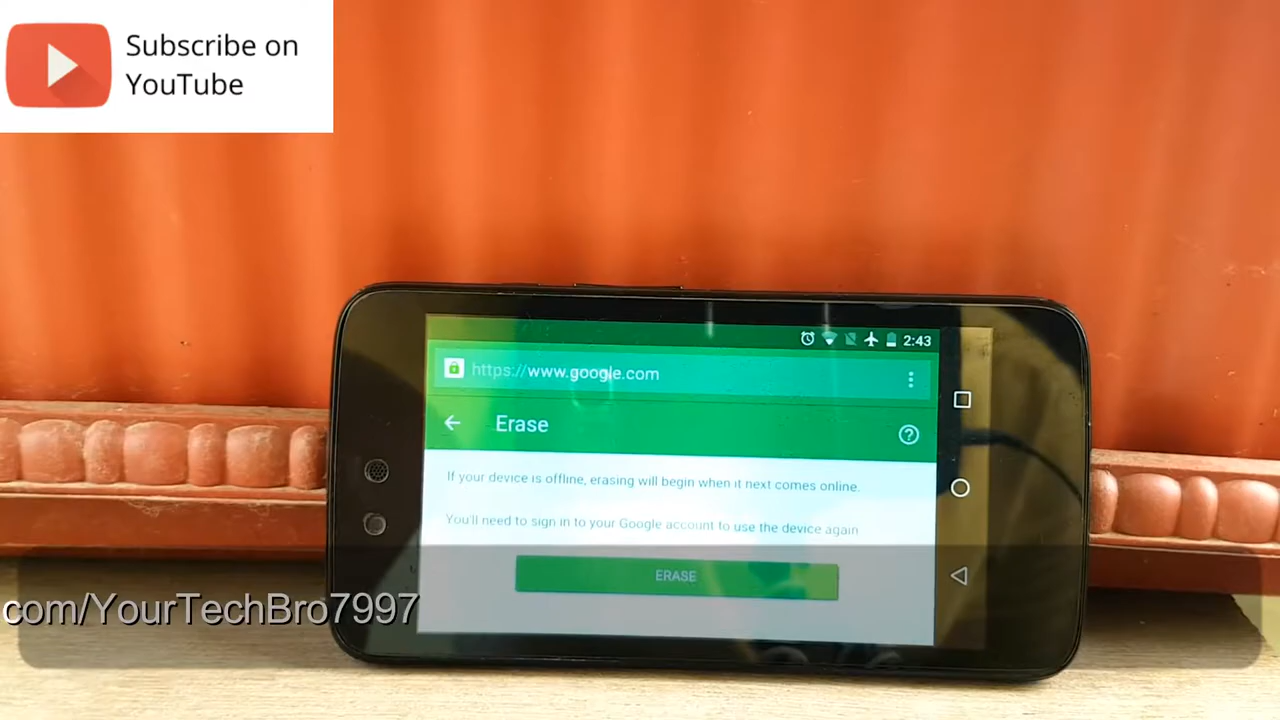 Subscribe on
YouTube
2:43
https://www.google.com
Erase
If your device is offline, erasing will begin when it next comes online.
You'll need to sign in to your Google account to use the device again
ERASE
com/YourTechBro7997